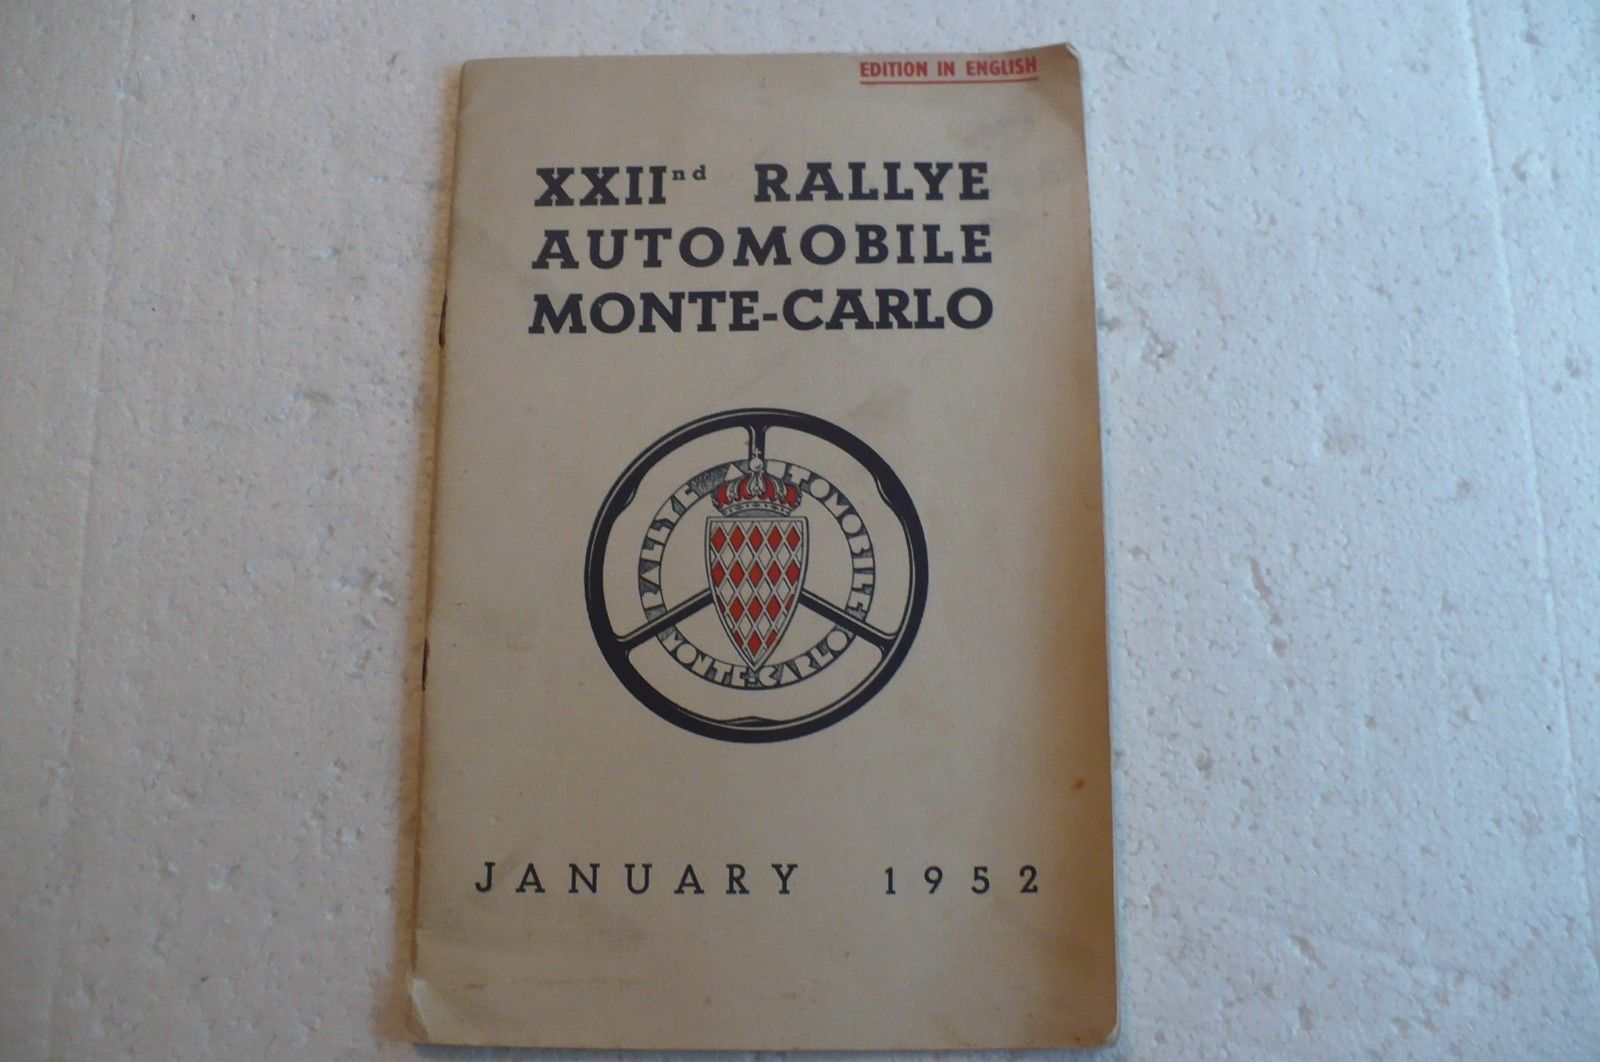 EDITION IN ENGLISH
XXIInd RALLYE
AUTOMOBILE
MONTE-CARLO
RALLYE AUTOMOBILE
MONTE-CARLO
JANUARY 1952